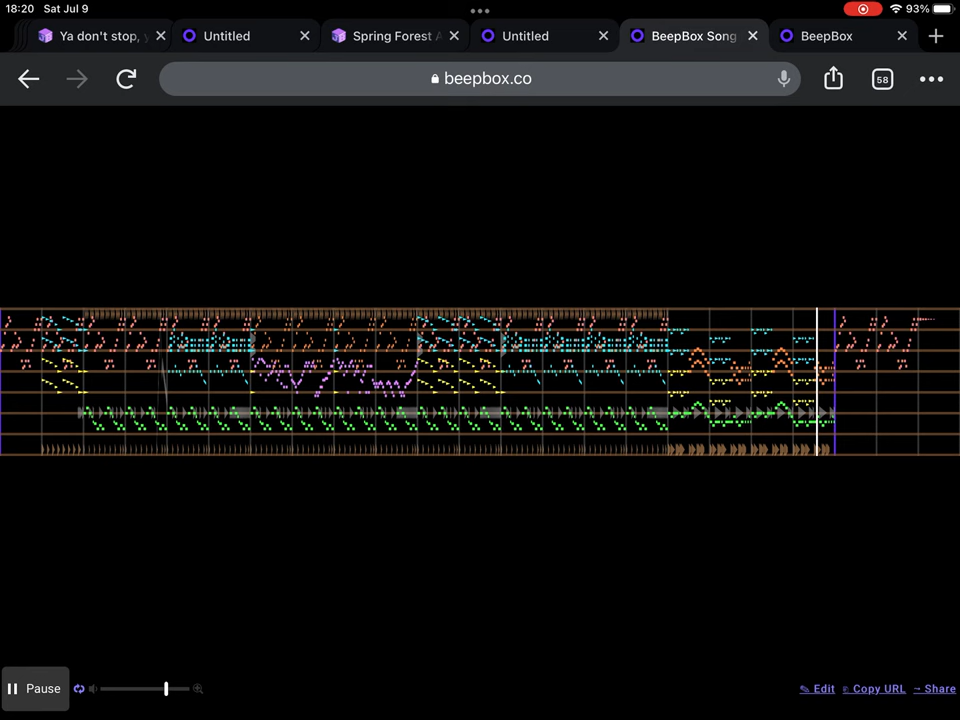 18:20 Sat Jul 9 93%
Ya don't stop, y Untitled Spring Forest A Untitled BeepBox Song BeepBox
beepbox.co 58
Pause Edit Copy URL Share